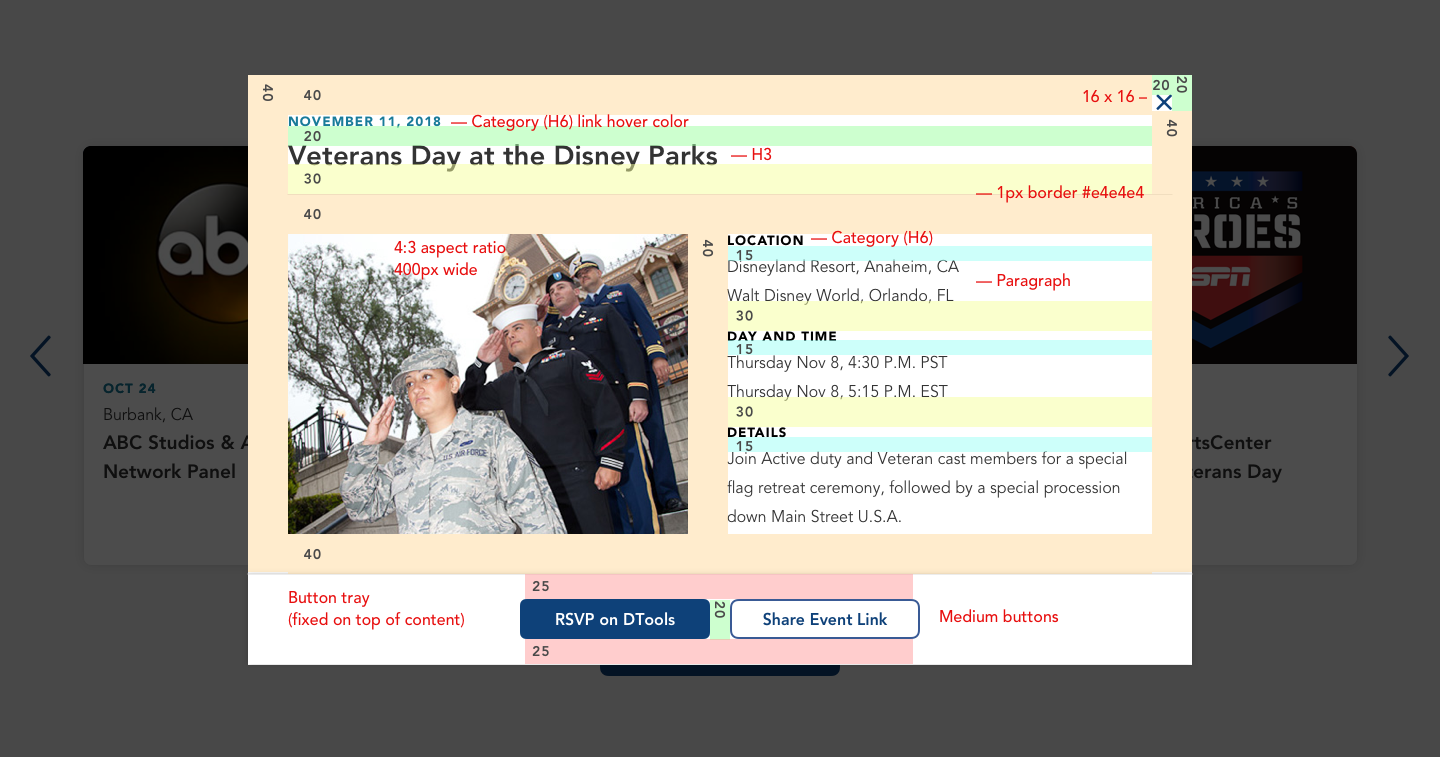 40
40
16 x 16 –
20
20
NOVEMBER 11, 2018
— Category (H6) link hover color
40
20
Veterans Day at the Disney Parks
— H3
30
— 1px border #e4e4e4
40
4:3 aspect ratio
400px wide
40
LOCATION
— Category (H6)
15
Disneyland Resort, Anaheim, CA
— Paragraph
Walt Disney World, Orlando, FL
30
DAY AND TIME
15
Thursday Nov 8, 4:30 P.M. PST
Thursday Nov 8, 5:15 P.M. EST
30
DETAILS
15
Join Active duty and Veteran cast members for a special
flag retreat ceremony, followed by a special procession
down Main Street U.S.A.
U.S. AIR FORCE
40
25
Button tray
(fixed on top of content)
RSVP on DTools
20
Share Event Link
Medium buttons
25
ab
OCT 24
Burbank, CA
ABC Studios & A
Network Panel
RICA★S
EROES
ESPN
tsCenter
erans Day